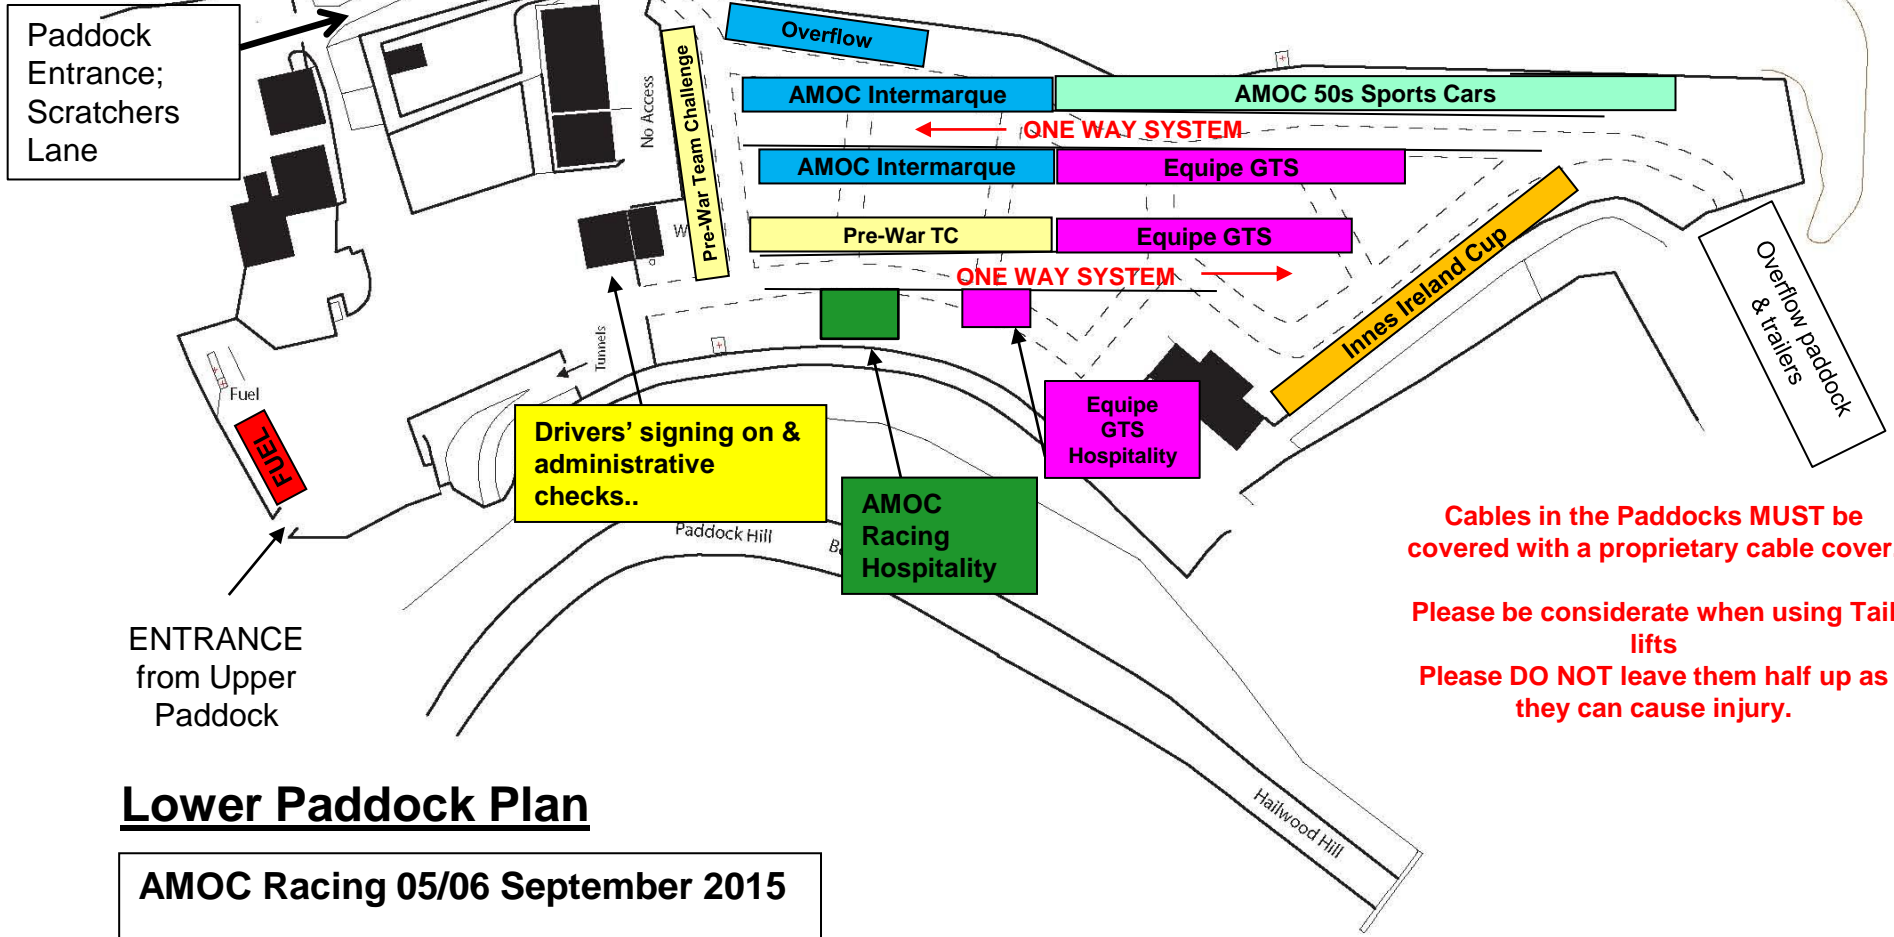 Paddock
Entrance;
Scratchers
Lane
No Access
Pre-War Team Challenge
Overflow
AMOC Intermarque
AMOC 50s Sports Cars
ONE WAY SYSTEM
AMOC Intermarque
Equipe GTS
Pre-War TC
Equipe GTS
ONE WAY SYSTEM
Innes Ireland Cup
Overflow paddock
& trailers
Tunnels
Fuel
FUEL
Drivers’ signing on &
administrative
checks..
Equipe
GTS
Hospitality
AMOC
Racing
Hospitality
Paddock Hill
Cables in the Paddocks MUST be
covered with a proprietary cable cover
Please be considerate when using Tail
lifts
Please DO NOT leave them half up as
they can cause injury.
ENTRANCE
from Upper
Paddock
Hailwood Hill
Lower Paddock Plan
AMOC Racing 05/06 September 2015